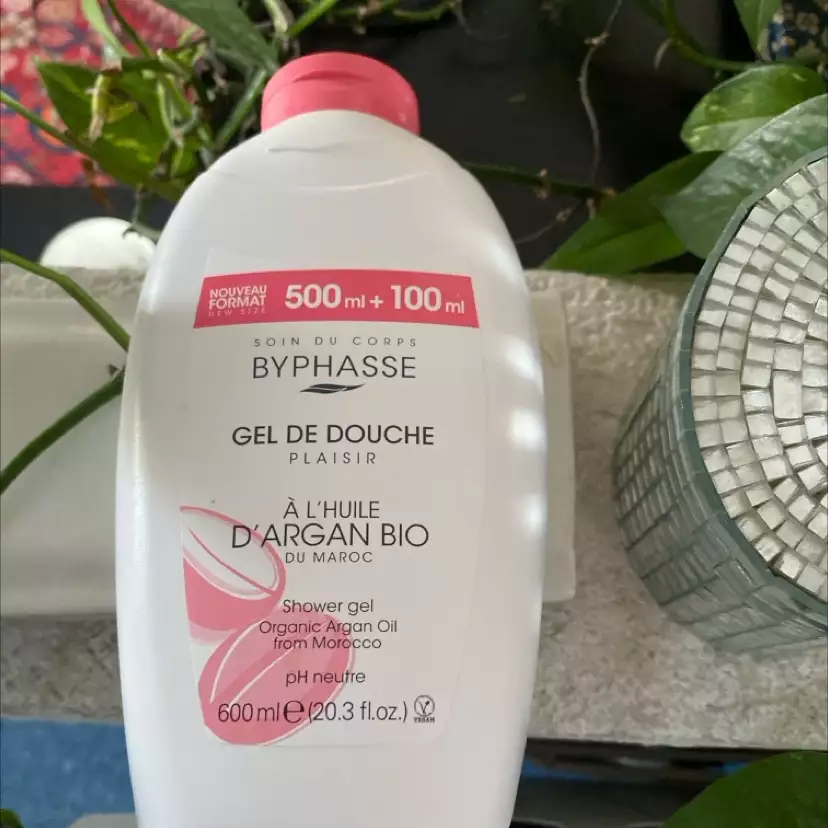 NOUVEAU
FORMAT
NEW SIZE
500 ml + 100 ml
SOIN DU CORPS
BYPHASSE
GEL DE DOUCHE
PLAISIR
À L'HUILE
D'ARGAN BIO
DU MAROC
Shower gel
Organic Argan Oil
from Morocco
pH neutre
600 ml e (20.3 fl.oz.)
VEGAN